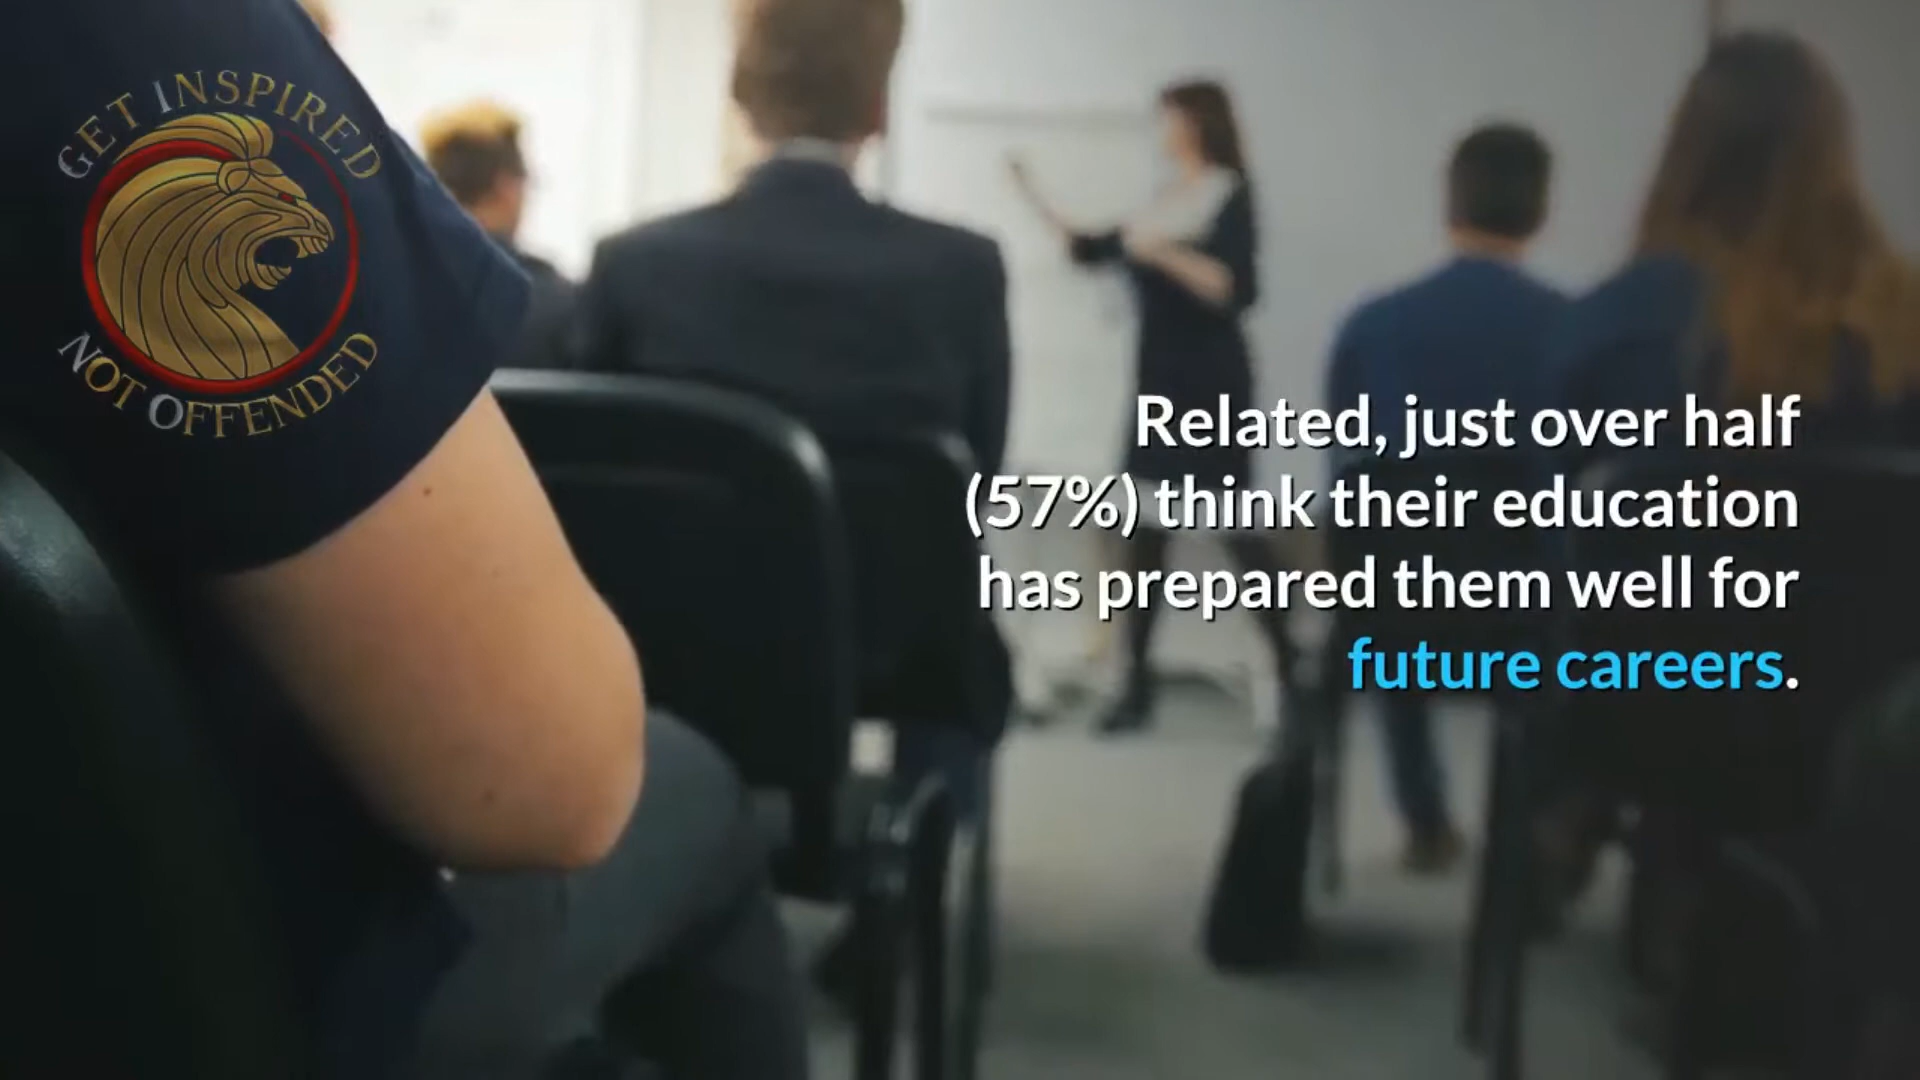 GET INSPIRED
NOT OFFENDED
Related, just over half
(57%) think their education
has prepared them well for
future careers.